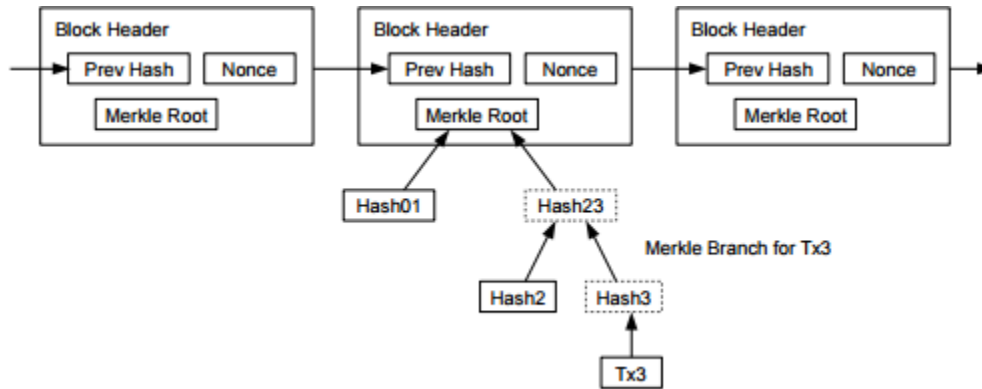 Block Header
Block Header
Block Header
Prev Hash
Nonce
Prev Hash
Nonce
Prev Hash
Nonce
Merkle Root
Merkle Root
Merkle Root
Hash01
Hash23
Merkle Branch for Tx3
Hash2
Hash3
Tx3